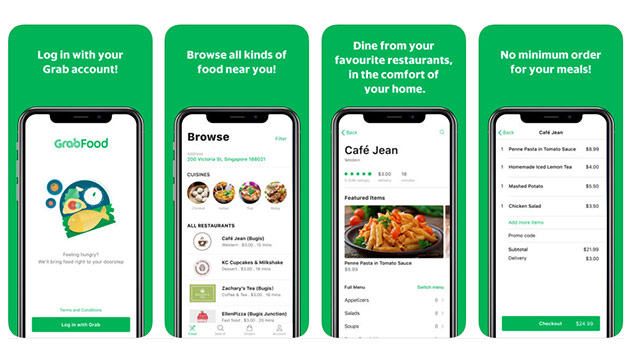 Log in with your
Grab account!
GrabFood
Feeling hungry?
We'll bring food right to your doorstep
Terms and Conditions
Log in with Grab
Browse all kinds of
food near you!
Browse
Filter
Address
200 Victoria St, Singapore 188021
CUISINES
Chinese
Indian
Thai
Malay
ALL RESTAURANTS
Café Jean (Bugis)
Western . $3.00 . 15 mins
KC Cupcakes & Milkshake
Dessert . $3.00 . 18 mins
Zachary's Tea (Bugis)
Coffee & Tea . $3.00 . 10 mins
EllenPizza (Bugis Junction)
Fast food . $3.00 . 20 mins
Food
Search
Orders
Account
Dine from your
favourite restaurants,
in the comfort of
your home.
Back
Café Jean
Western
$3.00
delivery
minutes
Featured Items
Penne Pasta in Tomato Sauce
$8.99
Full Menu
Switch menu
Appetizers
8
Salads
Soups
No minimum order
for your meals!
Back
Café Jean
1 Penne Pasta in Tomato Sauce $8.99
1 Homemade Iced Lemon Tea $4.00
1 Mashed Potato $5.50
1 Chicken Salad $3.50
Add more items
Promo code
Subtotal $21.99
Delivery $3.00
Checkout $24.99